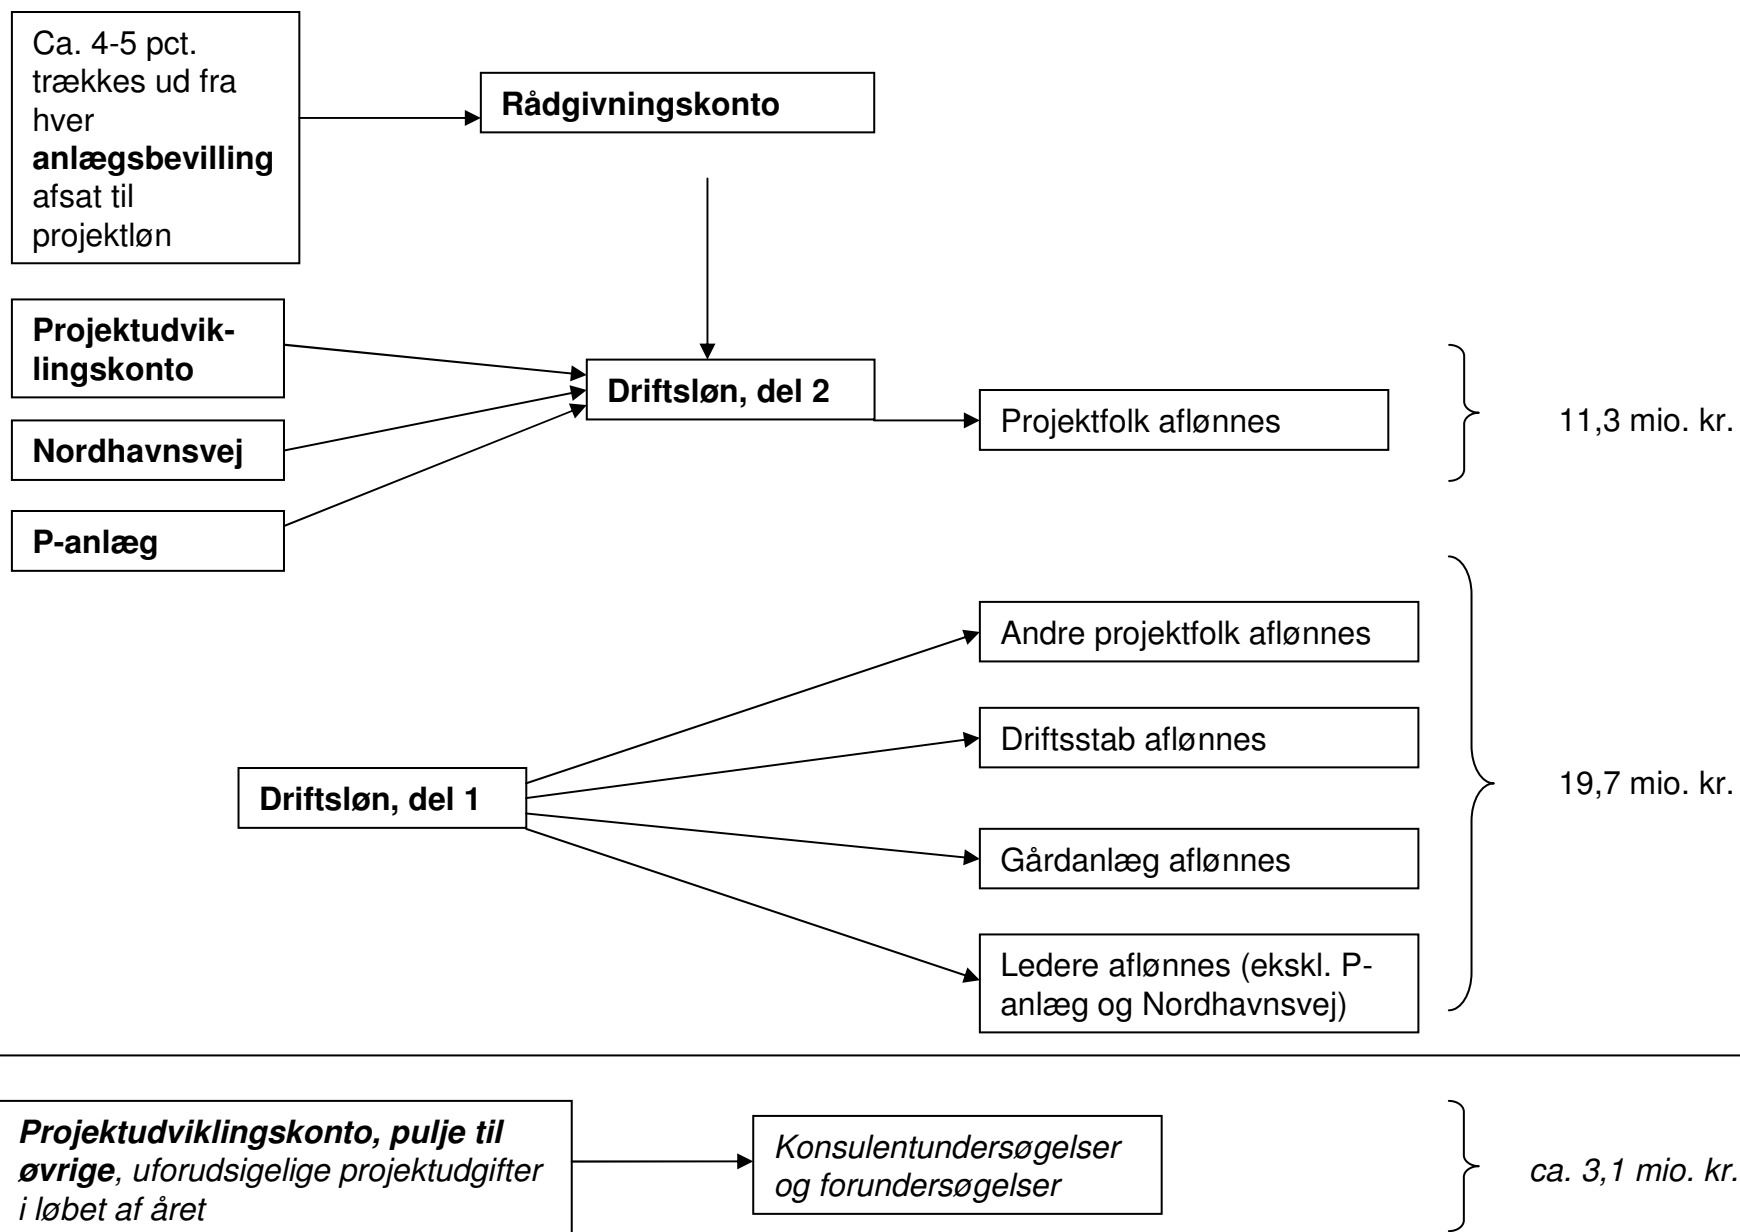 Ca. 4-5 pct.
trækkes ud fra
hver
anlægsbevilling
afsat til
projektløn
Rådgivningskonto
Projektudvik-
lingskonto
Nordhavnsvej
P-anlæg
Driftsløn, del 2
Projektfolk aflønnes
11,3 mio. kr.
Driftsløn, del 1
Andre projektfolk aflønnes
Driftsstab aflønnes
Gårdanlæg aflønnes
Ledere aflønnes (ekskl. P-
anlæg og Nordhavnsvej)
19,7 mio. kr.
Projektudviklingskonto, pulje til
øvrige, uforudsigelige projektudgifter
i løbet af året
Konsulentundersøgelser
og forundersøgelser
ca. 3,1 mio. kr.